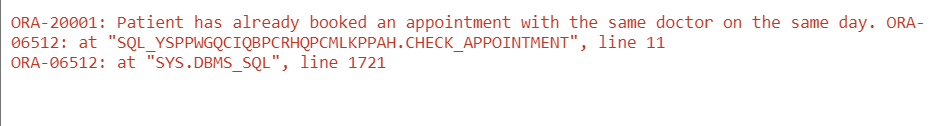 ORA-20001: Patient has already booked an appointment with the same doctor on the same day. ORA-
06512: at "SQL_YSPPWGQCIQBPCRHQPCMLKPPAH.CHECK_APPOINTMENT", line 11
ORA-06512: at "SYS.DBMS_SQL", line 1721